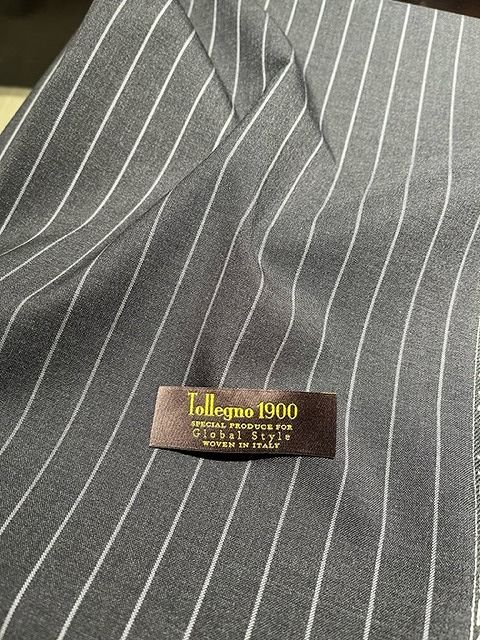 Tollegno 1900
SPECIAL PRODUCE FOR
Global Style
WOVEN IN ITALY